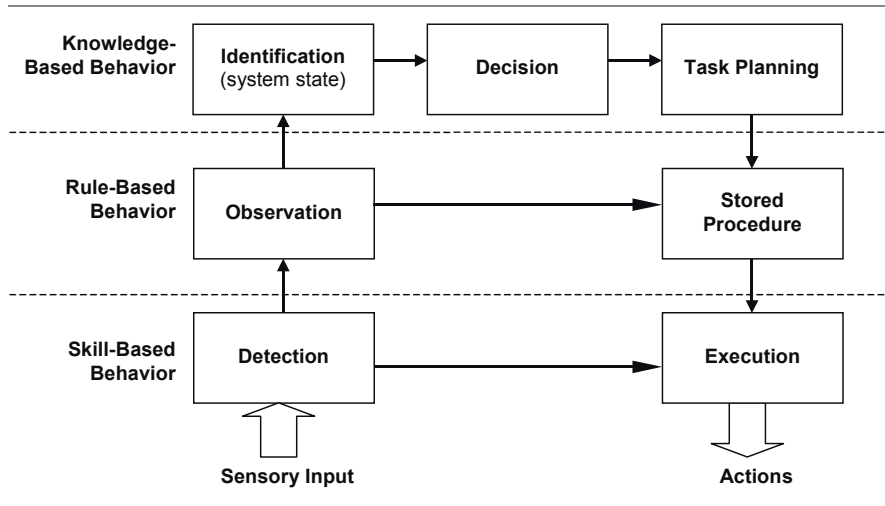 Knowledge-
Based Behavior
Identification
(system state)
Decision
Task Planning
Rule-Based
Behavior
Observation
Stored
Procedure
Skill-Based
Behavior
Detection
Execution
Sensory Input
Actions